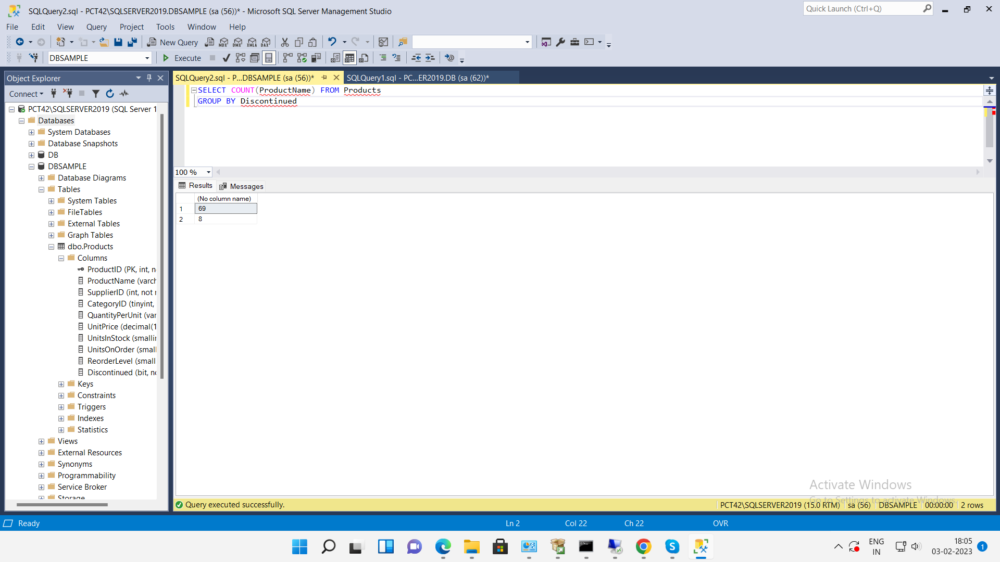 SQLQuery2.sql - PCT42\SQLSERVER2019.DBSAMPLE (sa (56))* - Microsoft SQL Server Management Studio
Quick Launch (Ctrl+Q)
File Edit View Query Project Tools Window Help
New Query MDX DMX XMLA DAX
DBSAMPLE Execute
Object Explorer
SQLQuery2.sql - P...DBSAMPLE (sa (56))*
SQLQuery1.sql - PC...ER2019.DB (sa (62))*
Connect
SELECT COUNT(ProductName) FROM Products
GROUP BY Discontinued
PCT42\SQLSERVER2019 (SQL Server 1
Databases
System Databases
Database Snapshots
DB
DBSAMPLE
Database Diagrams
Tables
System Tables
FileTables
External Tables
Graph Tables
dbo.Products
Columns
ProductID (PK, int, n
ProductName (varch
SupplierID (int, not r
CategoryID (tinyint,
QuantityPerUnit (var
UnitPrice (decimal(1
UnitsInStock (smallin
UnitsOnOrder (small
ReorderLevel (small
Discontinued (bit, no
Keys
Constraints
Triggers
Indexes
Statistics
Views
External Resources
Synonyms
Programmability
Service Broker
Storage
100 %
Results Messages
(No column name)
1 69
2 8
Activate Windows
Go to Settings to activate Windows.
Query executed successfully.
PCT42\SQLSERVER2019 (15.0 RTM) sa (56) DBSAMPLE 00:00:00 2 rows
Ready Ln 2 Col 22 Ch 22 OVR
ENG
IN
18:05
03-02-2023
1